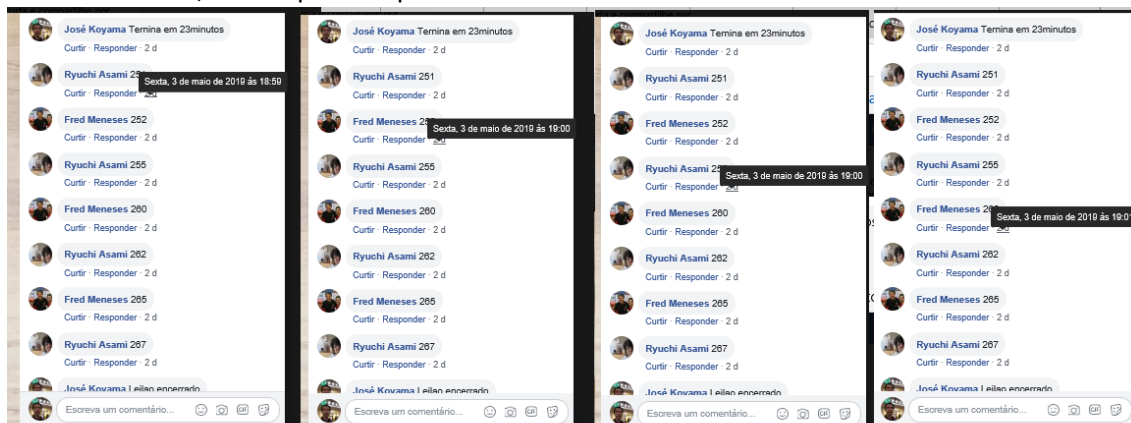 José Koyama Ternina em 23minutos
Curtir · Responder · 2 d
Ryuchi Asami
Sexta, 3 de maio de 2019 às 18:59
Curtir · Responder · 2 d
Fred Meneses 252
Curtir · Responder · 2 d
Ryuchi Asami 255
Curtir · Responder · 2 d
Fred Meneses 260
Curtir · Responder · 2 d
Ryuchi Asami 262
Curtir · Responder · 2 d
Fred Meneses 265
Curtir · Responder · 2 d
Ryuchi Asami 267
Curtir · Responder · 2 d
José Koyama Leilao encerrado
Escreva um comentário... GIF
José Koyama Ternina em 23minutos
Curtir · Responder · 2 d
Ryuchi Asami 251
Curtir · Responder · 2 d
Fred Meneses
Sexta, 3 de maio de 2019 às 19:00
Curtir · Responder
Ryuchi Asami 255
Curtir · Responder · 2 d
Fred Meneses 260
Curtir · Responder · 2 d
Ryuchi Asami 262
Curtir · Responder · 2 d
Fred Meneses 265
Curtir · Responder · 2 d
Ryuchi Asami 267
Curtir · Responder · 2 d
José Koyama Leilao encerrado
Escreva um comentário... GIF
José Koyama Ternina em 23minutos
Curtir · Responder · 2 d
Ryuchi Asami 251
Curtir · Responder · 2 d
Fred Meneses 252
Curtir · Responder · 2 d
Ryuchi Asami
Sexta, 3 de maio de 2019 às 19:00
Curtir · Responder
Fred Meneses 260
Curtir · Responder · 2 d
Ryuchi Asami 262
Curtir · Responder · 2 d
Fred Meneses 265
Curtir · Responder · 2 d
Ryuchi Asami 267
Curtir · Responder · 2 d
José Koyama Leilao encerrado
Escreva um comentário... GIF
José Koyama Ternina em 23minutos
Curtir · Responder · 2 d
Ryuchi Asami 251
Curtir · Responder · 2 d
Fred Meneses 252
Curtir · Responder · 2 d
Ryuchi Asami 255
Curtir · Responder · 2 d
Fred Meneses
Sexta, 3 de maio de 2019 às 19:01
Curtir · Responder
Ryuchi Asami 262
Curtir · Responder · 2 d
Fred Meneses 265
Curtir · Responder · 2 d
Ryuchi Asami 267
Curtir · Responder · 2 d
José Koyama Leilao encerrado
Escreva um comentário... GIF